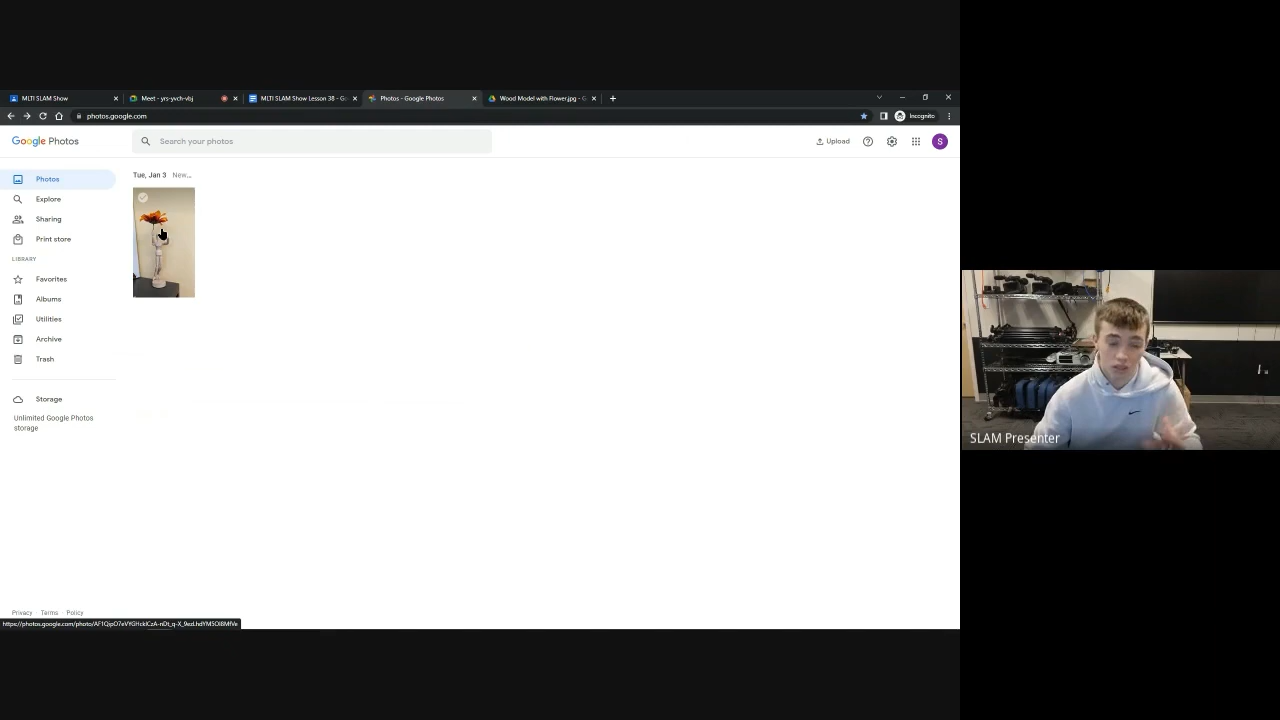 MLTI SLAM Show
Meet - yrs-yvch-vbj
MLTI SLAM Show Lesson 38 - Go
Photos - Google Photos
Wood Model with Flower.jpg - G
photos.google.com
Incognito
Google Photos
Search your photos
Upload
S
Photos
Explore
Sharing
Print store
LIBRARY
Favorites
Albums
Utilities
Archive
Trash
Storage
Unlimited Google Photos
storage
Tue, Jan 3 New...
SLAM Presenter
Privacy · Terms · Policy